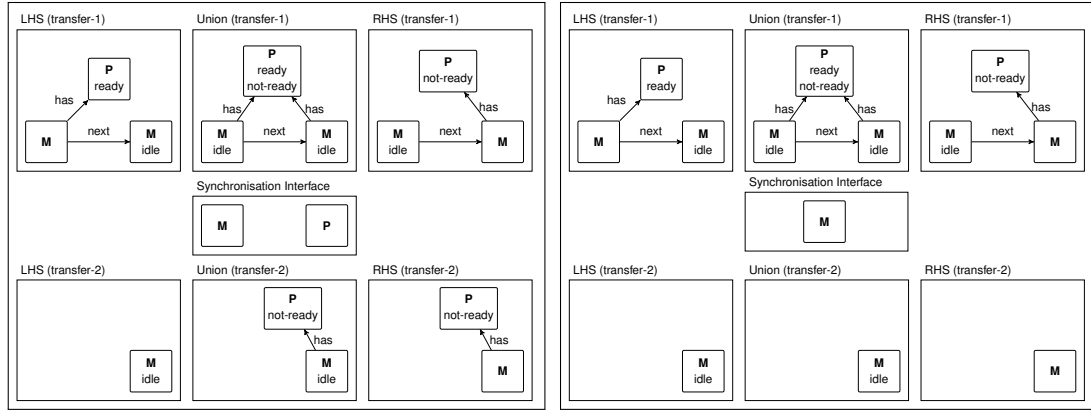 LHS (transfer-1)
Union (transfer-1)
RHS (transfer-1)
P
ready
has
M
next
M
idle
P
ready
not-ready
has
has
M
idle
next
M
idle
P
not-ready
has
M
idle
next
M
Synchronisation Interface
M
P
LHS (transfer-2)
Union (transfer-2)
RHS (transfer-2)
M
idle
P
not-ready
has
M
idle
P
not-ready
has
M
LHS (transfer-1)
Union (transfer-1)
RHS (transfer-1)
P
ready
has
M
next
M
idle
P
ready
not-ready
has
has
M
idle
next
M
idle
P
not-ready
has
M
idle
next
M
Synchronisation Interface
M
LHS (transfer-2)
Union (transfer-2)
RHS (transfer-2)
M
idle
M
idle
M